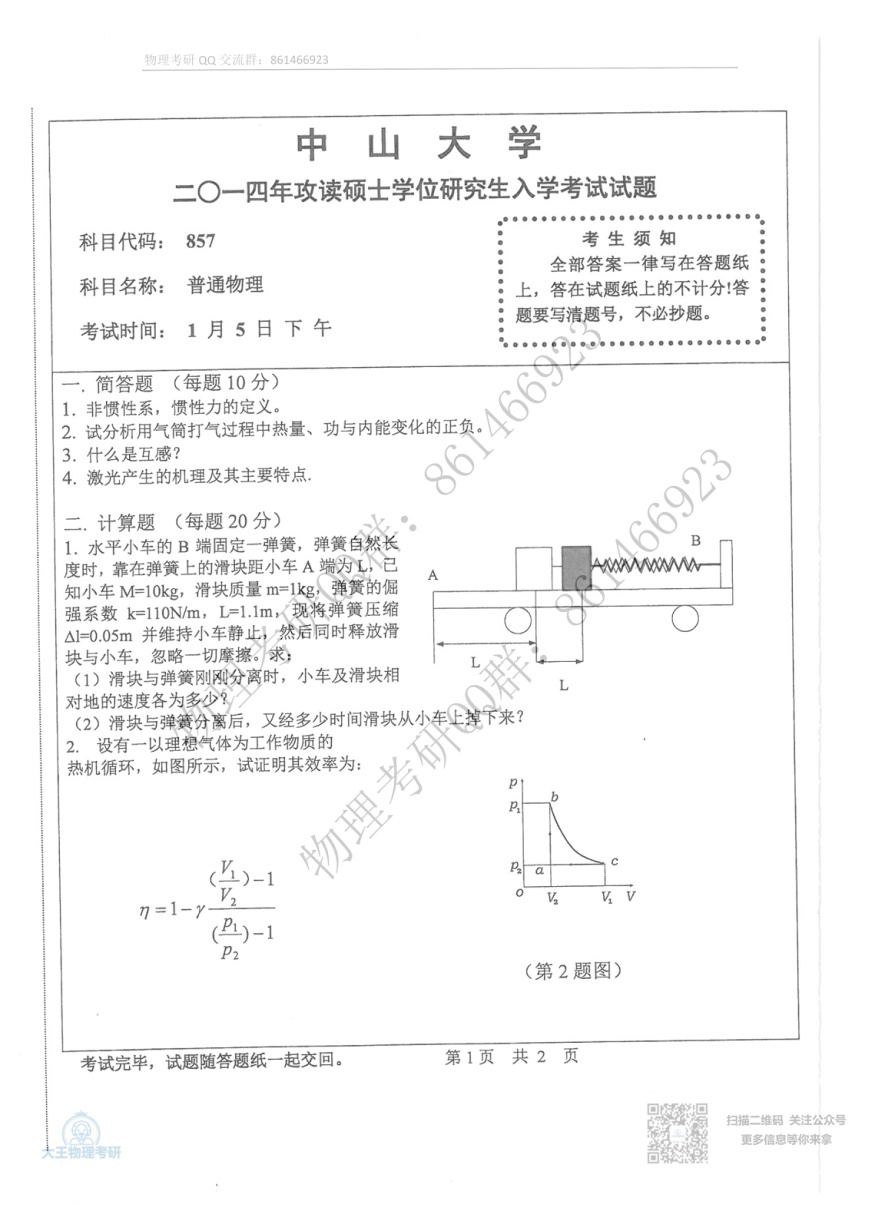 物理考研 QQ 交流群：861466923
中 山 大 学
二〇一四年攻读硕士学位研究生入学考试试题
科目代码： 857
科目名称： 普通物理
考试时间： 1 月 5 日 下 午
考 生 须 知
全部答案一律写在答题纸
上，答在试题纸上的不计分!答
题要写清题号，不必抄题。
一. 简答题 （每题 10 分）
1. 非惯性系，惯性力的定义。
2. 试分析用气筒打气过程中热量、功与内能变化的正负。
3. 什么是互感？
4. 激光产生的机理及其主要特点.
二. 计算题 （每题 20 分）
1. 水平小车的 B 端固定一弹簧，弹簧自然长
度时，靠在弹簧上的滑块距小车 A 端为 L，已
知小车 M=10kg，滑块质量 m=1kg，弹簧的倔
强系数 k=110N/m，L=1.1m，现将弹簧压缩
Δl=0.05m 并维持小车静止，然后同时释放滑
块与小车，忽略一切摩擦。求：
（1）滑块与弹簧刚刚分离时，小车及滑块相
对地的速度各为多少？
（2）滑块与弹簧分离后，又经多少时间滑块从小车上掉下来？
A
B
L
L
2. 设有一以理想气体为工作物质的
热机循环，如图所示，试证明其效率为：
η=1-γ((V₁/V₂)-1)/((p₁/p₂)-1)
p
p₁
b
p₂
a
c
o
V₂
V₁
V
（第 2 题图）
考试完毕，试题随答题纸一起交回。
第 1 页 共 2 页
物理考研QQ群：861466923
物理考研QQ群：861466923
大王物理考研
扫描二维码 关注公众号
更多信息等你来拿